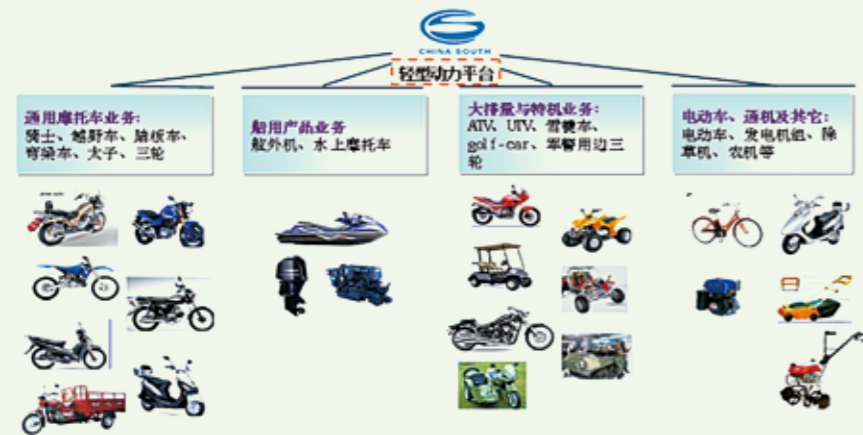 CHINA SOUTH
轻型动力平台
通用摩托车业务:
骑士、越野车、踏板车、
弯梁车、太子、三轮
船用产品业务
舷外机、水上摩托车
大排量与特机业务:
ATV、UTV、雪橇车、
golf-car、军警用边三
轮
电动车、通机及其它:
电动车、发电机组、除
草机、农机等